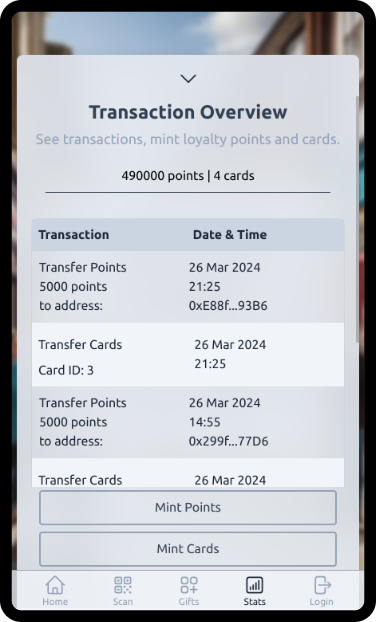 Transaction Overview
See transactions, mint loyalty points and cards.
490000 points | 4 cards
Transaction Date & Time
Transfer Points 26 Mar 2024
5000 points 21:25
to address: 0xE88f...93B6
Transfer Cards 26 Mar 2024
Card ID: 3 21:25
Transfer Points 26 Mar 2024
5000 points 14:55
to address: 0x299f...77D6
Transfer Cards 26 Mar 2024
Mint Points
Mint Cards
Home Scan Gifts Stats Login